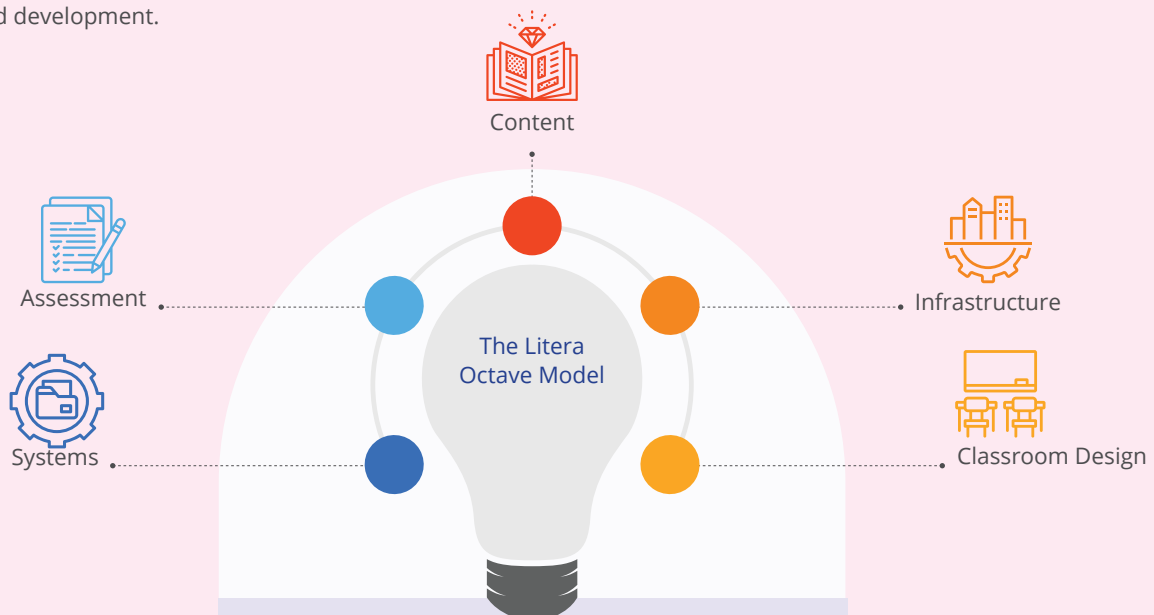 development.
Content
Assessment
Infrastructure
The Litera
Octave Model
Systems
Classroom Design